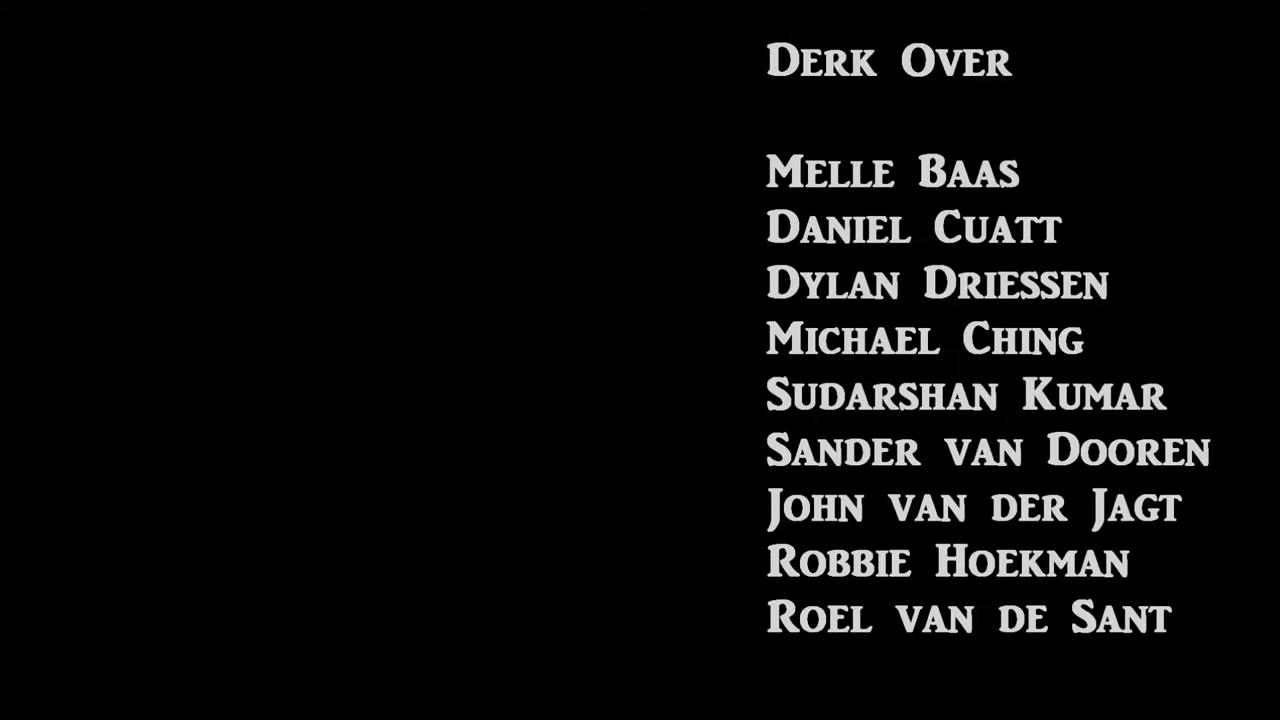 Derk Over
Melle Baas
Daniel Cuatt
Dylan Driessen
Michael Ching
Sudarshan Kumar
Sander van Dooren
John van der Jagt
Robbie Hoekman
Roel van de Sant